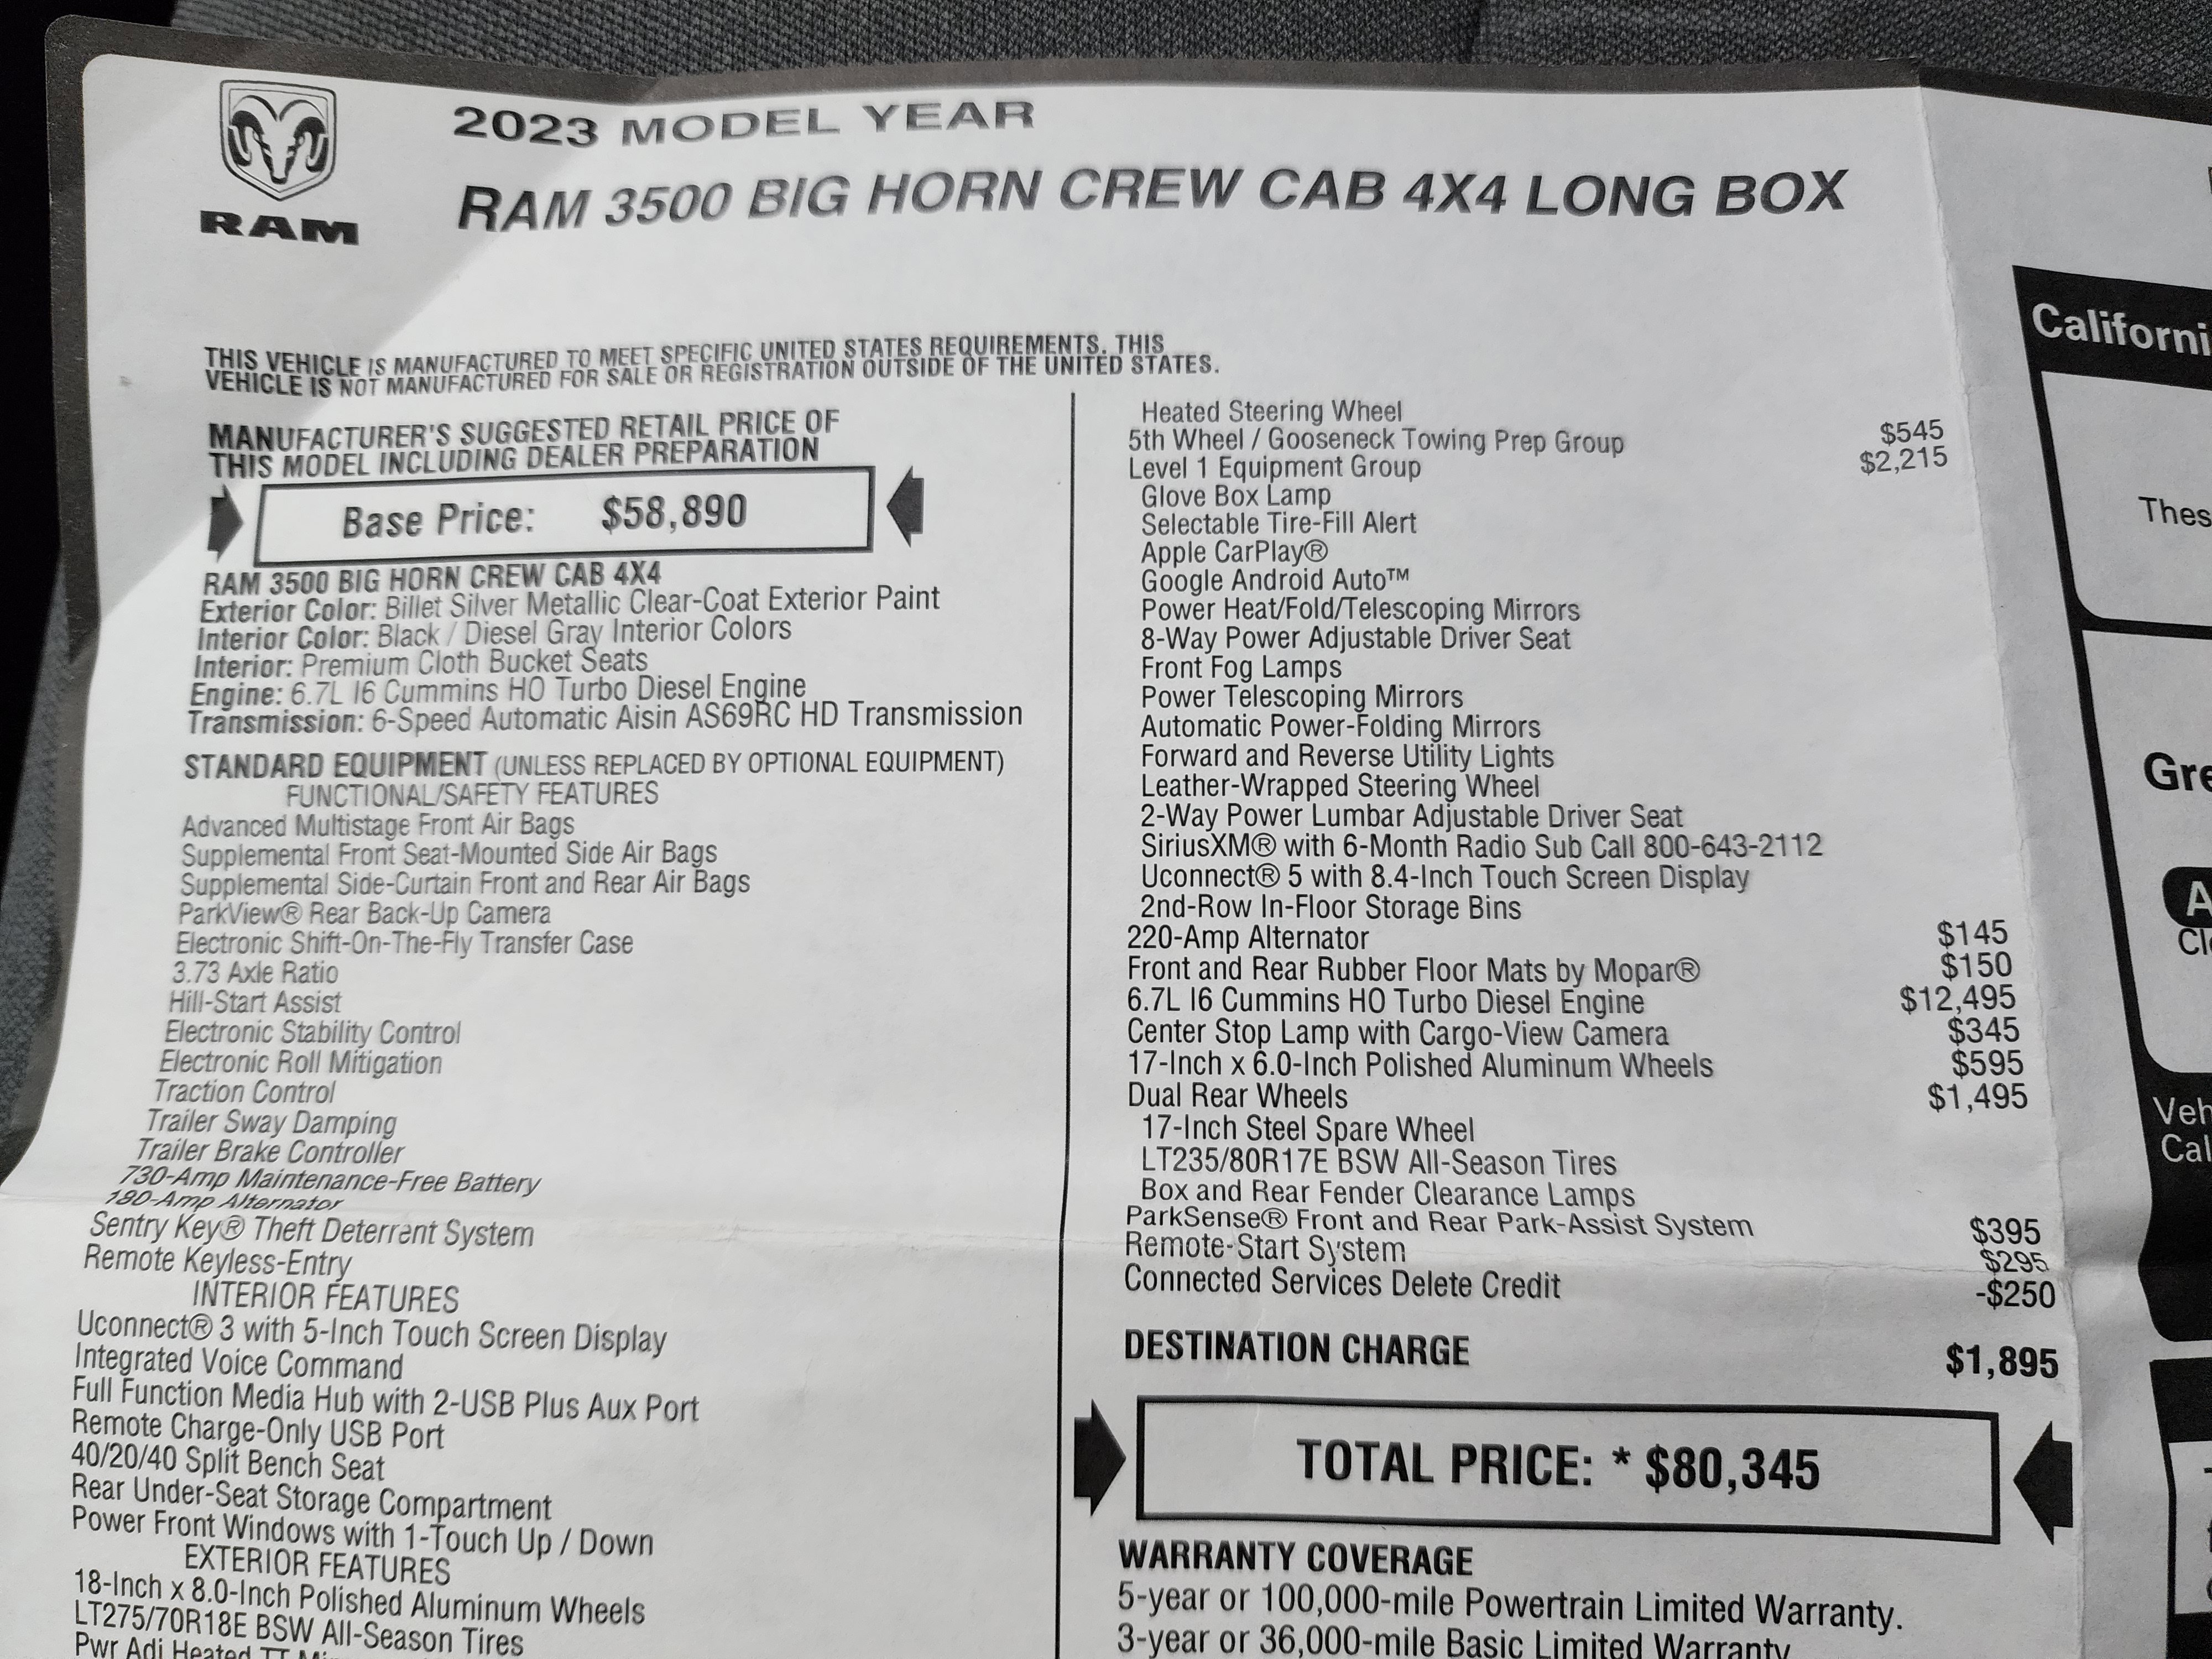 RAM
2023 MODEL YEAR
RAM 3500 BIG HORN CREW CAB 4X4 LONG BOX
THIS VEHICLE IS MANUFACTURED TO MEET SPECIFIC UNITED STATES REQUIREMENTS. THIS
VEHICLE IS NOT MANUFACTURED FOR SALE OR REGISTRATION OUTSIDE OF THE UNITED STATES.
MANUFACTURER'S SUGGESTED RETAIL PRICE OF
THIS MODEL INCLUDING DEALER PREPARATION
Base Price: $58,890
RAM 3500 BIG HORN CREW CAB 4X4
Exterior Color: Billet Silver Metallic Clear-Coat Exterior Paint
Interior Color: Black / Diesel Gray Interior Colors
Interior: Premium Cloth Bucket Seats
Engine: 6.7L I6 Cummins HO Turbo Diesel Engine
Transmission: 6-Speed Automatic Aisin AS69RC HD Transmission
STANDARD EQUIPMENT (UNLESS REPLACED BY OPTIONAL EQUIPMENT)
FUNCTIONAL/SAFETY FEATURES
Advanced Multistage Front Air Bags
Supplemental Front Seat-Mounted Side Air Bags
Supplemental Side-Curtain Front and Rear Air Bags
ParkView® Rear Back-Up Camera
Electronic Shift-On-The-Fly Transfer Case
3.73 Axle Ratio
Hill-Start Assist
Electronic Stability Control
Electronic Roll Mitigation
Traction Control
Trailer Sway Damping
Trailer Brake Controller
730-Amp Maintenance-Free Battery
180-Amp Alternator
Sentry Key® Theft Deterrent System
Remote Keyless-Entry
INTERIOR FEATURES
Uconnect® 3 with 5-Inch Touch Screen Display
Integrated Voice Command
Full Function Media Hub with 2-USB Plus Aux Port
Remote Charge-Only USB Port
40/20/40 Split Bench Seat
Rear Under-Seat Storage Compartment
Power Front Windows with 1-Touch Up / Down
EXTERIOR FEATURES
18-Inch x 8.0-Inch Polished Aluminum Wheels
LT275/70R18E BSW All-Season Tires
Pwr Adj Heated TT
Heated Steering Wheel
5th Wheel / Gooseneck Towing Prep Group $545
Level 1 Equipment Group $2,215
Glove Box Lamp
Selectable Tire-Fill Alert
Apple CarPlay®
Google Android Auto™
Power Heat/Fold/Telescoping Mirrors
8-Way Power Adjustable Driver Seat
Front Fog Lamps
Power Telescoping Mirrors
Automatic Power-Folding Mirrors
Forward and Reverse Utility Lights
Leather-Wrapped Steering Wheel
2-Way Power Lumbar Adjustable Driver Seat
SiriusXM® with 6-Month Radio Sub Call 800-643-2112
Uconnect® 5 with 8.4-Inch Touch Screen Display
2nd-Row In-Floor Storage Bins
220-Amp Alternator $145
Front and Rear Rubber Floor Mats by Mopar® $150
6.7L I6 Cummins HO Turbo Diesel Engine $12,495
Center Stop Lamp with Cargo-View Camera $345
17-Inch x 6.0-Inch Polished Aluminum Wheels $595
Dual Rear Wheels $1,495
17-Inch Steel Spare Wheel
LT235/80R17E BSW All-Season Tires
Box and Rear Fender Clearance Lamps
ParkSense® Front and Rear Park-Assist System $395
Remote-Start System $295
Connected Services Delete Credit -$250
DESTINATION CHARGE $1,895
TOTAL PRICE: * $80,345
WARRANTY COVERAGE
5-year or 100,000-mile Powertrain Limited Warranty.
3-year or 36,000-mile Basic Limited Warranty
Californi
Thes
Gre
A
Cl
Veh
Cal